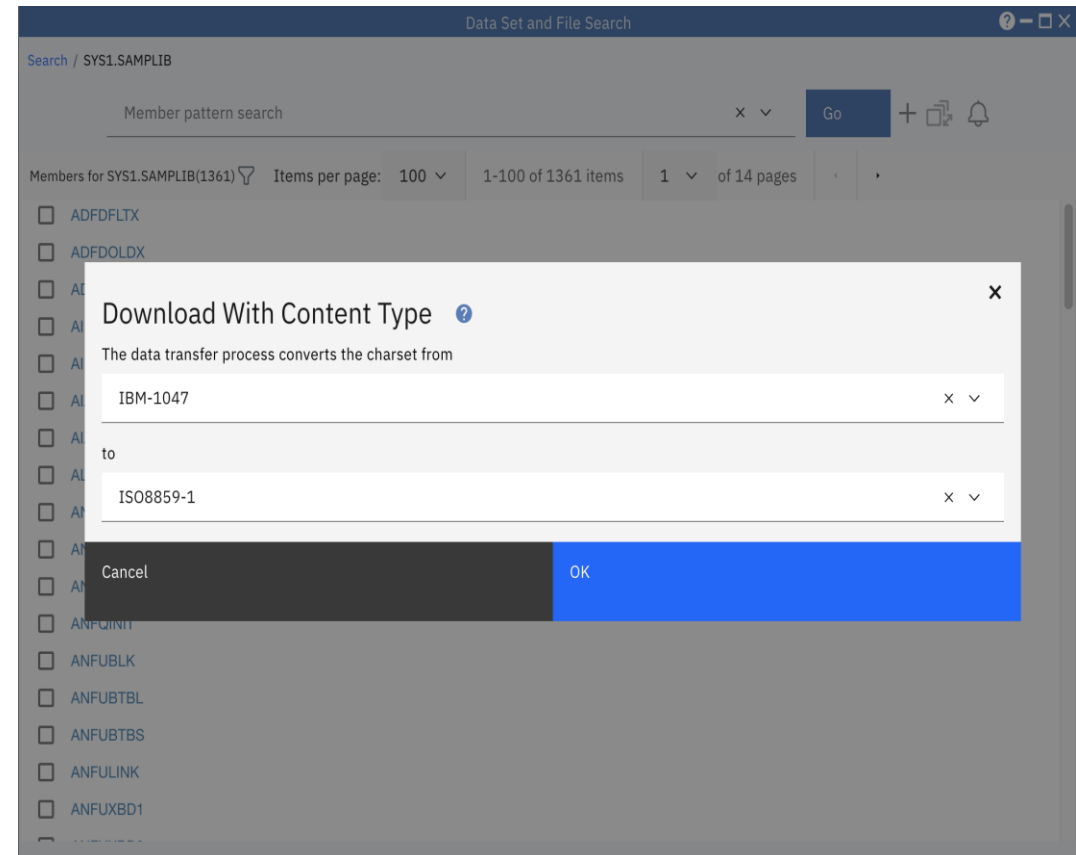 Data Set and File Search
Search / SYS1.SAMPLIB
Member pattern search
Go
Members for SYS1.SAMPLIB(1361) Items per page: 100 1-100 of 1361 items 1 of 14 pages
ADFDFLTX
ADFDOLDX
Download With Content Type
The data transfer process converts the charset from
IBM-1047
to
ISO8859-1
Cancel
OK
ANFQINIT
ANFUBLK
ANFUBTBL
ANFUBTBS
ANFULINK
ANFUXBD1